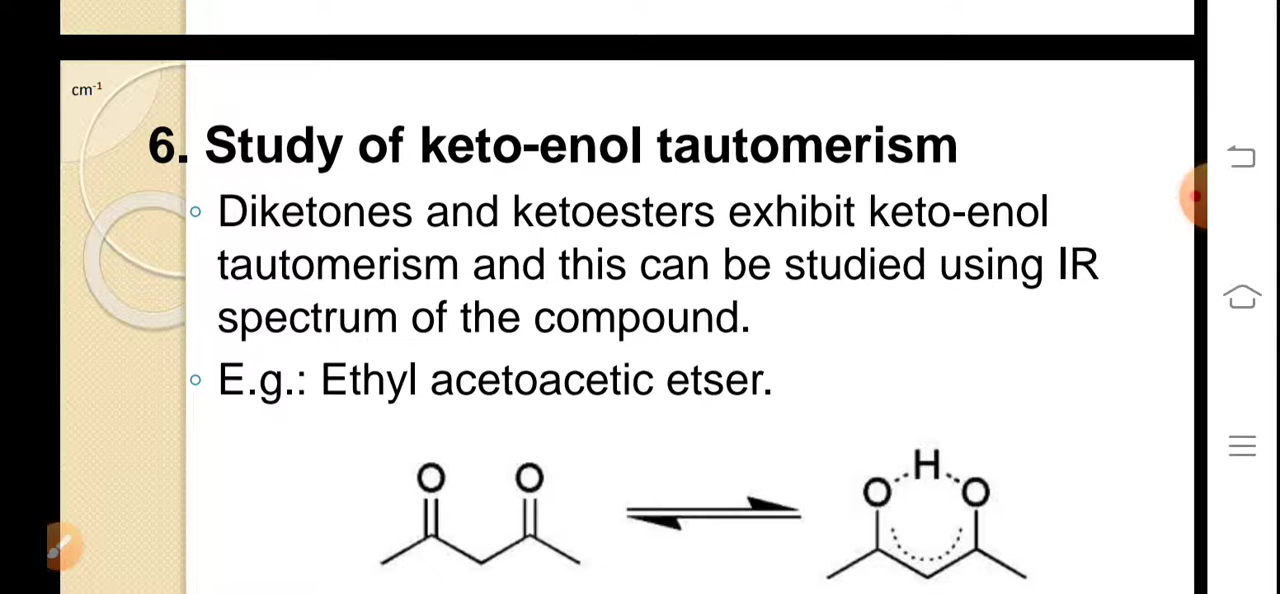 cm-1
6. Study of keto-enol tautomerism
◦ Diketones and ketoesters exhibit keto-enol
tautomerism and this can be studied using IR
spectrum of the compound.
◦ E.g.: Ethyl acetoacetic etser.
H
O O O O